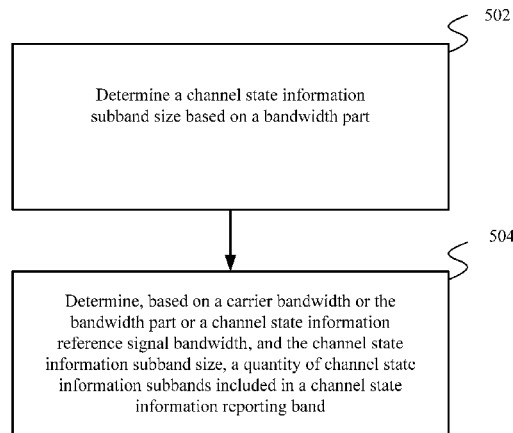 502
Determine a channel state information
subband size based on a bandwidth part
504
Determine, based on a carrier bandwidth or the
bandwidth part or a channel state information
reference signal bandwidth, and the channel state
information subband size, a quantity of channel state
information subbands included in a channel state
information reporting band